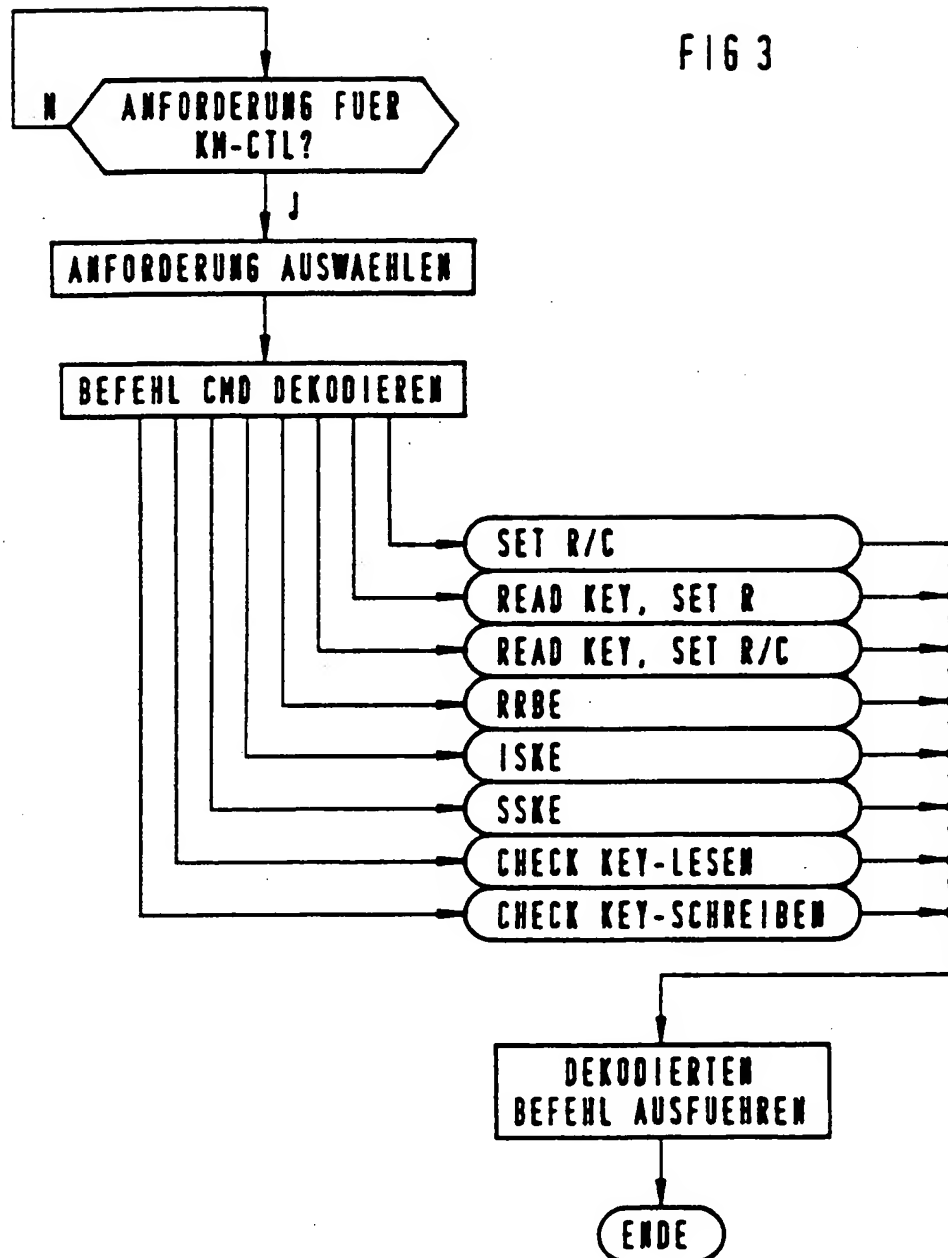 FIG 3
ANFORDERUNG FUER
KM-CTL?
N
J
ANFORDERUNG AUSWAEHLEN
BEFEHL CMD DEKODIEREN
SET R/C
READ KEY, SET R
READ KEY, SET R/C
RRBE
ISKE
SSKE
CHECK KEY-LESEN
CHECK KEY-SCHREIBEN
DEKODIERTEN
BEFEHL AUSFUEHREN
ENDE